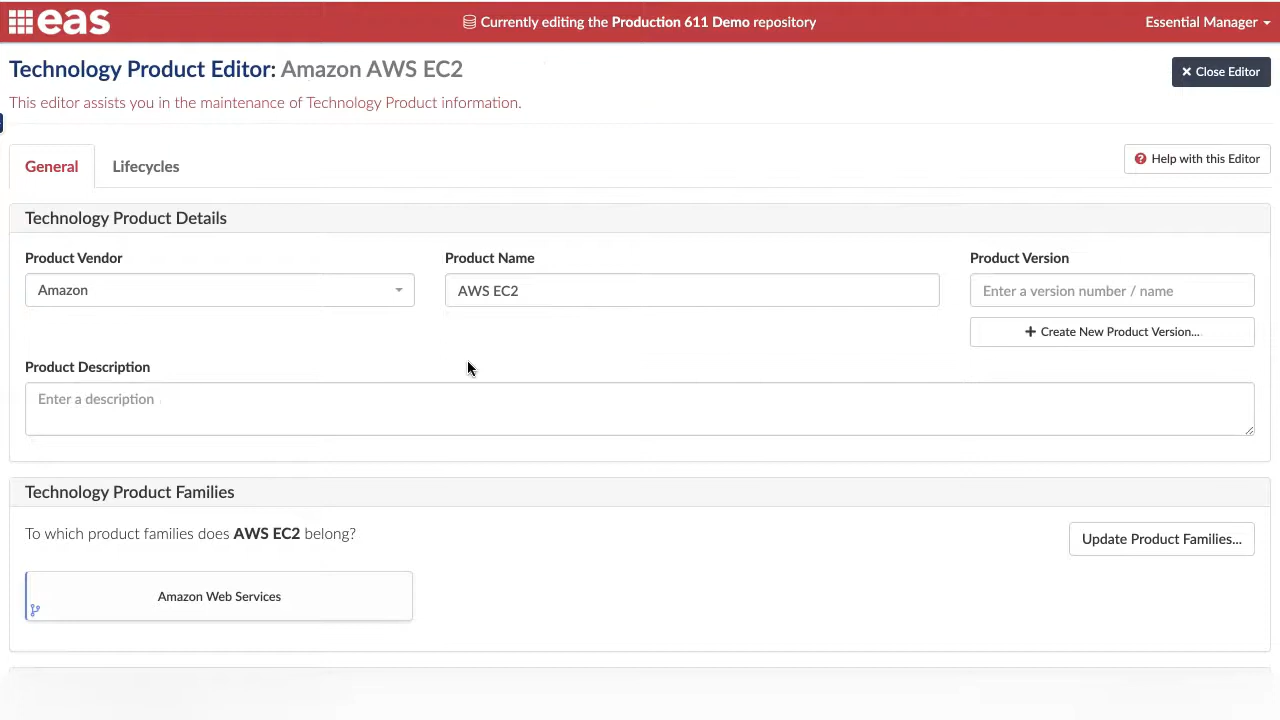 eas
Currently editing the Production 611 Demo repository
Essential Manager
Technology Product Editor: Amazon AWS EC2
Close Editor
This editor assists you in the maintenance of Technology Product information.
General
Lifecycles
Help with this Editor
Technology Product Details
Product Vendor
Product Name
Product Version
Amazon
AWS EC2
Enter a version number / name
Create New Product Version...
Product Description
Enter a description
Technology Product Families
To which product families does AWS EC2 belong?
Update Product Families...
Amazon Web Services